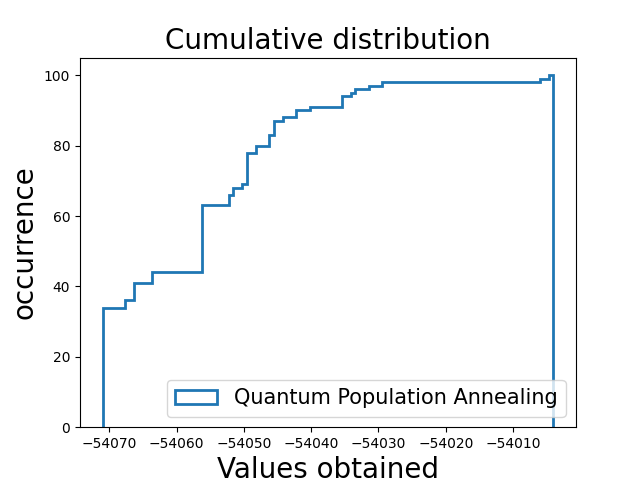 Cumulative distribution
100
80
60
40
20
0
occurrence
Quantum Population Annealing
−54070 −54060 −54050 −54040 −54030 −54020 −54010
Values obtained